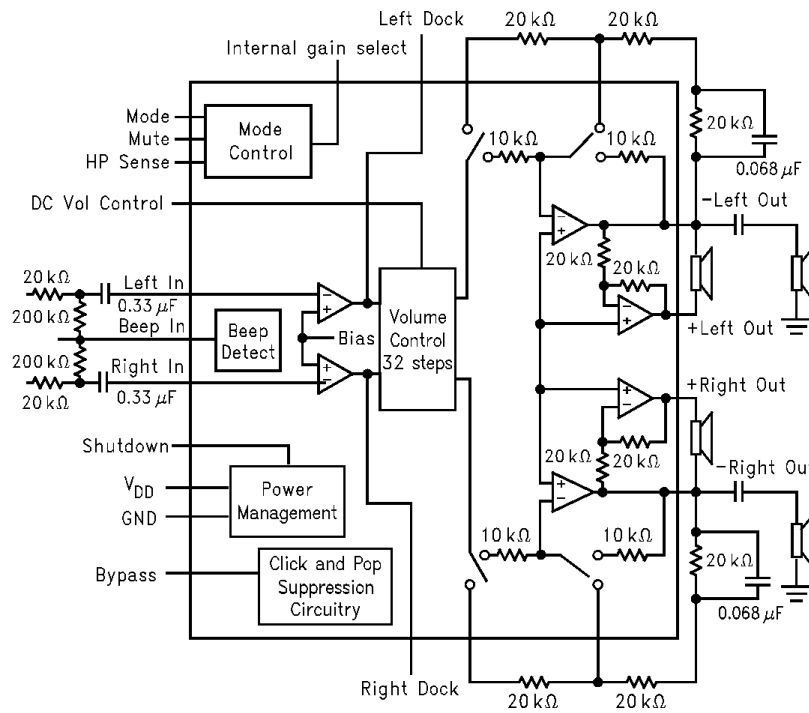 Left Dock
20 kΩ
20 kΩ
Internal gain select
Mode
Mute
HP Sense
Mode
Control
10 kΩ
10 kΩ
20 kΩ
0.068 μF
DC Vol Control
−Left Out
20 kΩ
20 kΩ
+Left Out
20 kΩ
Left In
0.33 μF
200 kΩ
Beep In
Beep
Detect
Bias
Volume
Control
32 steps
200 kΩ
Right In
20 kΩ
0.33 μF
+Right Out
20 kΩ
20 kΩ
−Right Out
Shutdown
VDD
GND
Power
Management
10 kΩ
10 kΩ
20 kΩ
0.068 μF
Bypass
Click and Pop
Suppression
Circuitry
Right Dock
20 kΩ
20 kΩ
−
+
+
−
−
+
−
+
+
−
+
−